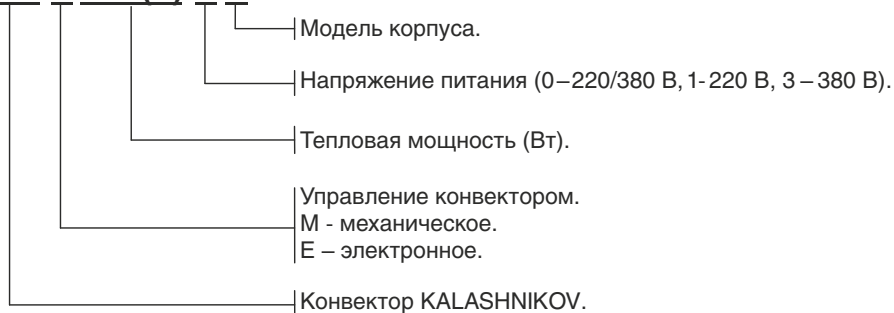 Модель корпуса.
Напряжение питания (0–220/380 В, 1- 220 В, 3 – 380 В).
Тепловая мощность (Вт).
Управление конвектором.
М - механическое.
Е – электронное.
Конвектор KALASHNIKOV.